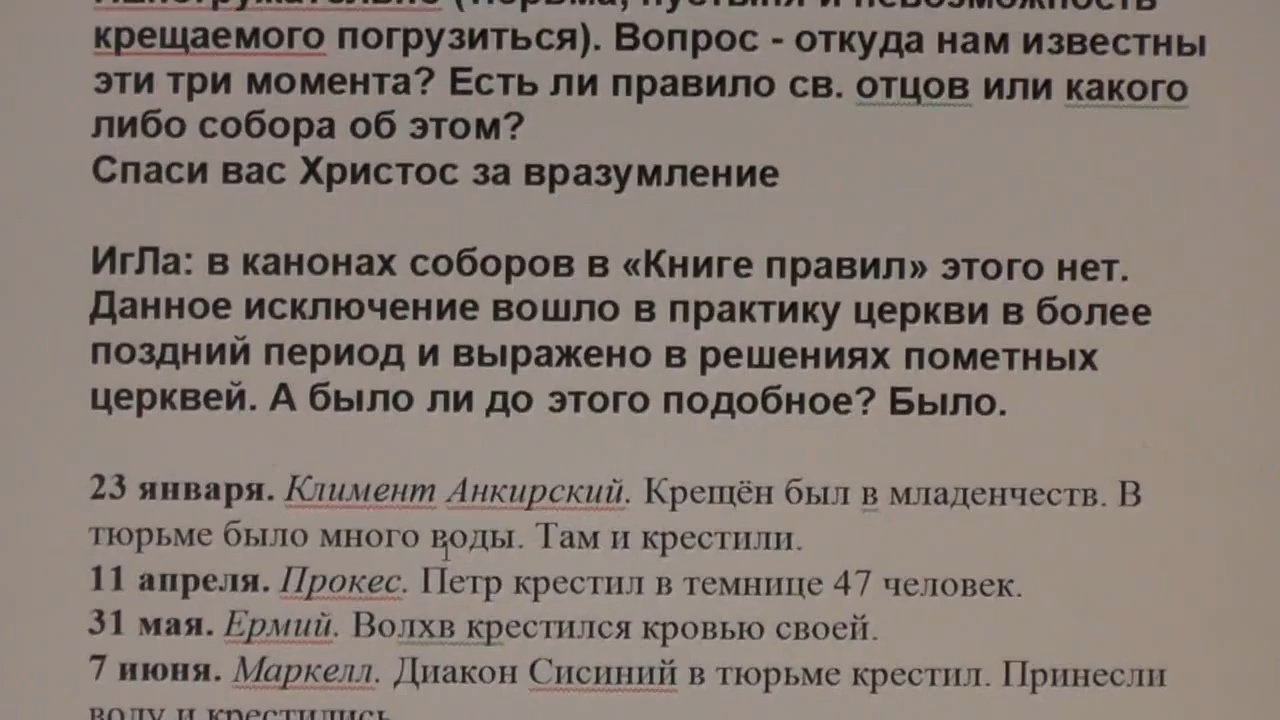 крещаемого погрузиться). Вопрос - откуда нам известны
эти три момента? Есть ли правило св. отцов или какого
либо собора об этом?
Спаси вас Христос за вразумление
ИгЛа: в канонах соборов в «Книге правил» этого нет.
Данное исключение вошло в практику церкви в более
поздний период и выражено в решениях пометных
церквей. А было ли до этого подобное? Было.
23 января. Климент Анкирский. Крещён был в младенчеств. В
тюрьме было много воды. Там и крестили.
11 апреля. Прокес. Петр крестил в темнице 47 человек.
31 мая. Ермий. Волхв крестился кровью своей.
7 июня. Маркелл. Диакон Сисиний в тюрьме крестил. Принесли
воду и крестились